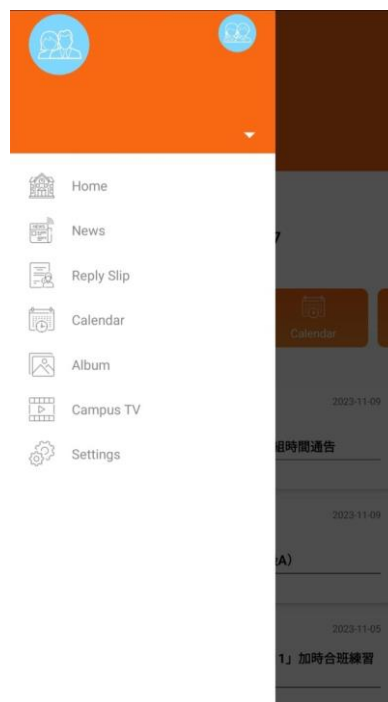 Home
News
7
Reply Slip
Calendar
Calendar
Album
2023-11-09
Campus TV
組時間通告
Settings
2023-11-09
A)
2023-11-05
1」加時合班練習